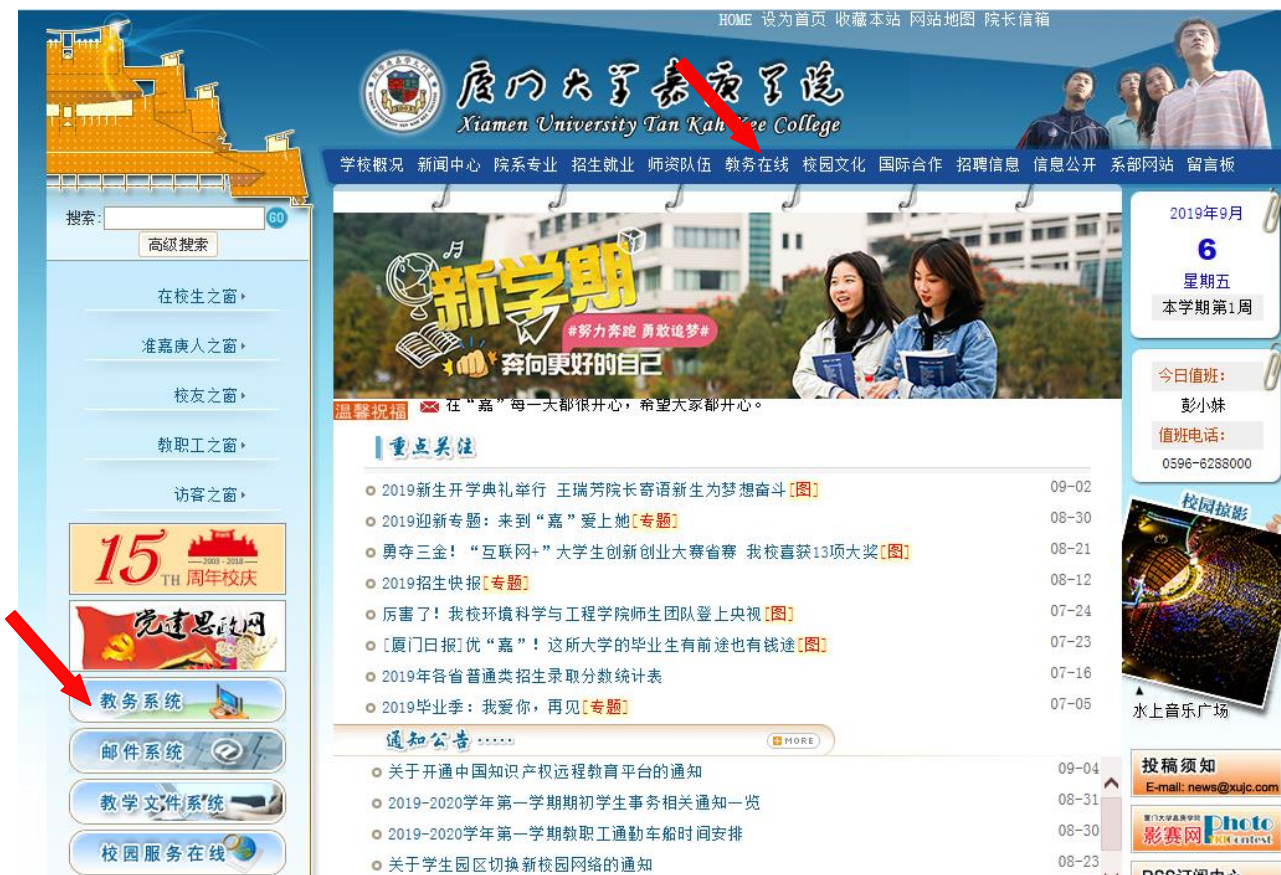 HOME 设为首页 收藏本站 网站地图 院长信箱
厦门大学嘉庚学院
Xiamen University Tan Kah Kee College
学校概况 新闻中心 院系专业 招生就业 师资队伍 教务在线 校园文化 国际合作 招聘信息 信息公开 系部网站 留言板
搜索: GO
高级搜索
在校生之窗
准嘉庚人之窗
校友之窗
教职工之窗
访客之窗
15TH 周年校庆
2003-2018
党建思政网
教务系统
邮件系统
教学文件系统
校园服务在线
新学期
#努力奔跑 勇敢追梦#
奔向更好的自己
温馨祝福 在“嘉”每一天都很开心，希望大家都开心。
重点关注
2019新生开学典礼举行 王瑞芳院长寄语新生为梦想奋斗[图] 09-02
2019迎新专题：来到“嘉”爱上她[专题] 08-30
勇夺三金！“互联网+”大学生创新创业大赛省赛 我校喜获13项大奖[图] 08-21
2019招生快报[专题] 08-12
厉害了！我校环境科学与工程学院师生团队登上央视[图] 07-24
[厦门日报]优“嘉”！这所大学的毕业生有前途也有钱途[图] 07-23
2019年各省普通类招生录取分数统计表 07-16
2019毕业季：我爱你，再见[专题] 07-05
通知公告 ····· MORE
关于开通中国知识产权远程教育平台的通知 09-04
2019-2020学年第一学期期初学生事务相关通知一览 08-31
2019-2020学年第一学期教职工通勤车船时间安排 08-30
关于学生园区切换新校园网络的通知 08-23
2019年9月
6
星期五
本学期第1周
今日值班：
彭小妹
值班电话：
0596-6288000
校园掠影
水上音乐广场
投稿须知
E-mail: news@xujc.com
厦门大学嘉庚学院
影赛网 Photo
Contest
RSS订阅中心